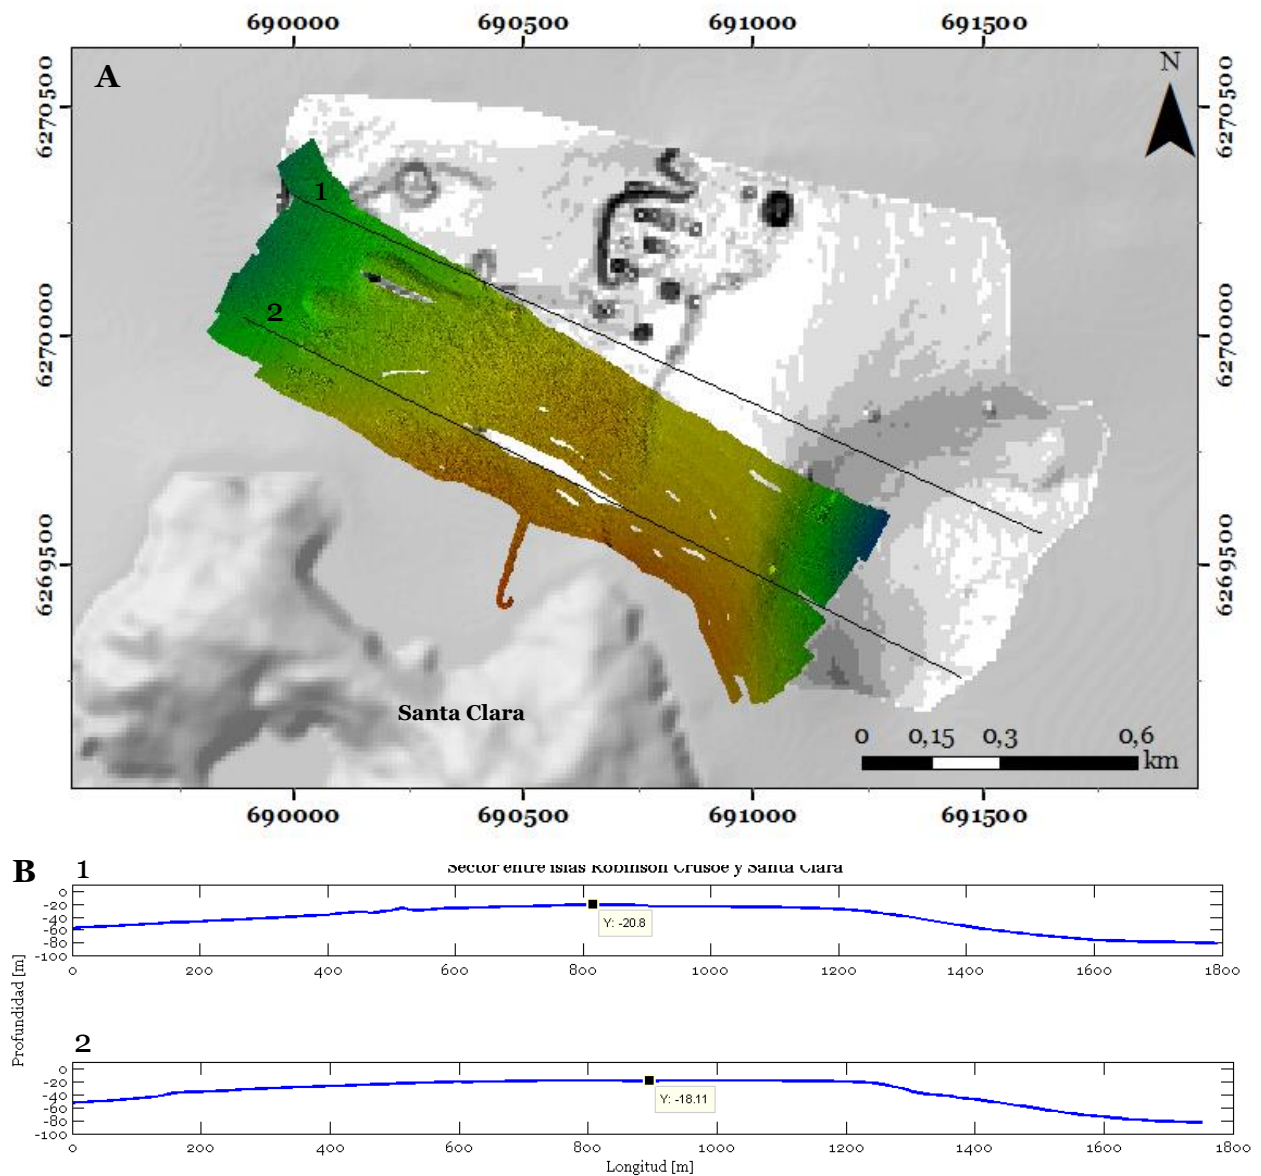 690000 690500 691000 691500
A
N
6270500 6270500
1
2
6270000 6270000
6269500 6269500
Santa Clara
0 0,15 0,3 0,6
km
690000 690500 691000 691500
B 1
Sector entre islas Robinson Crusoe y Santa Clara
0
-20
-40
-60
-80
-100
Y: -20.8
0 200 400 600 800 1000 1200 1400 1600 1800
Profundidad [m]
2
0
-20
-40
-60
-80
-100
Y: -18.11
0 200 400 600 800 1000 1200 1400 1600 1800
Longitud [m]